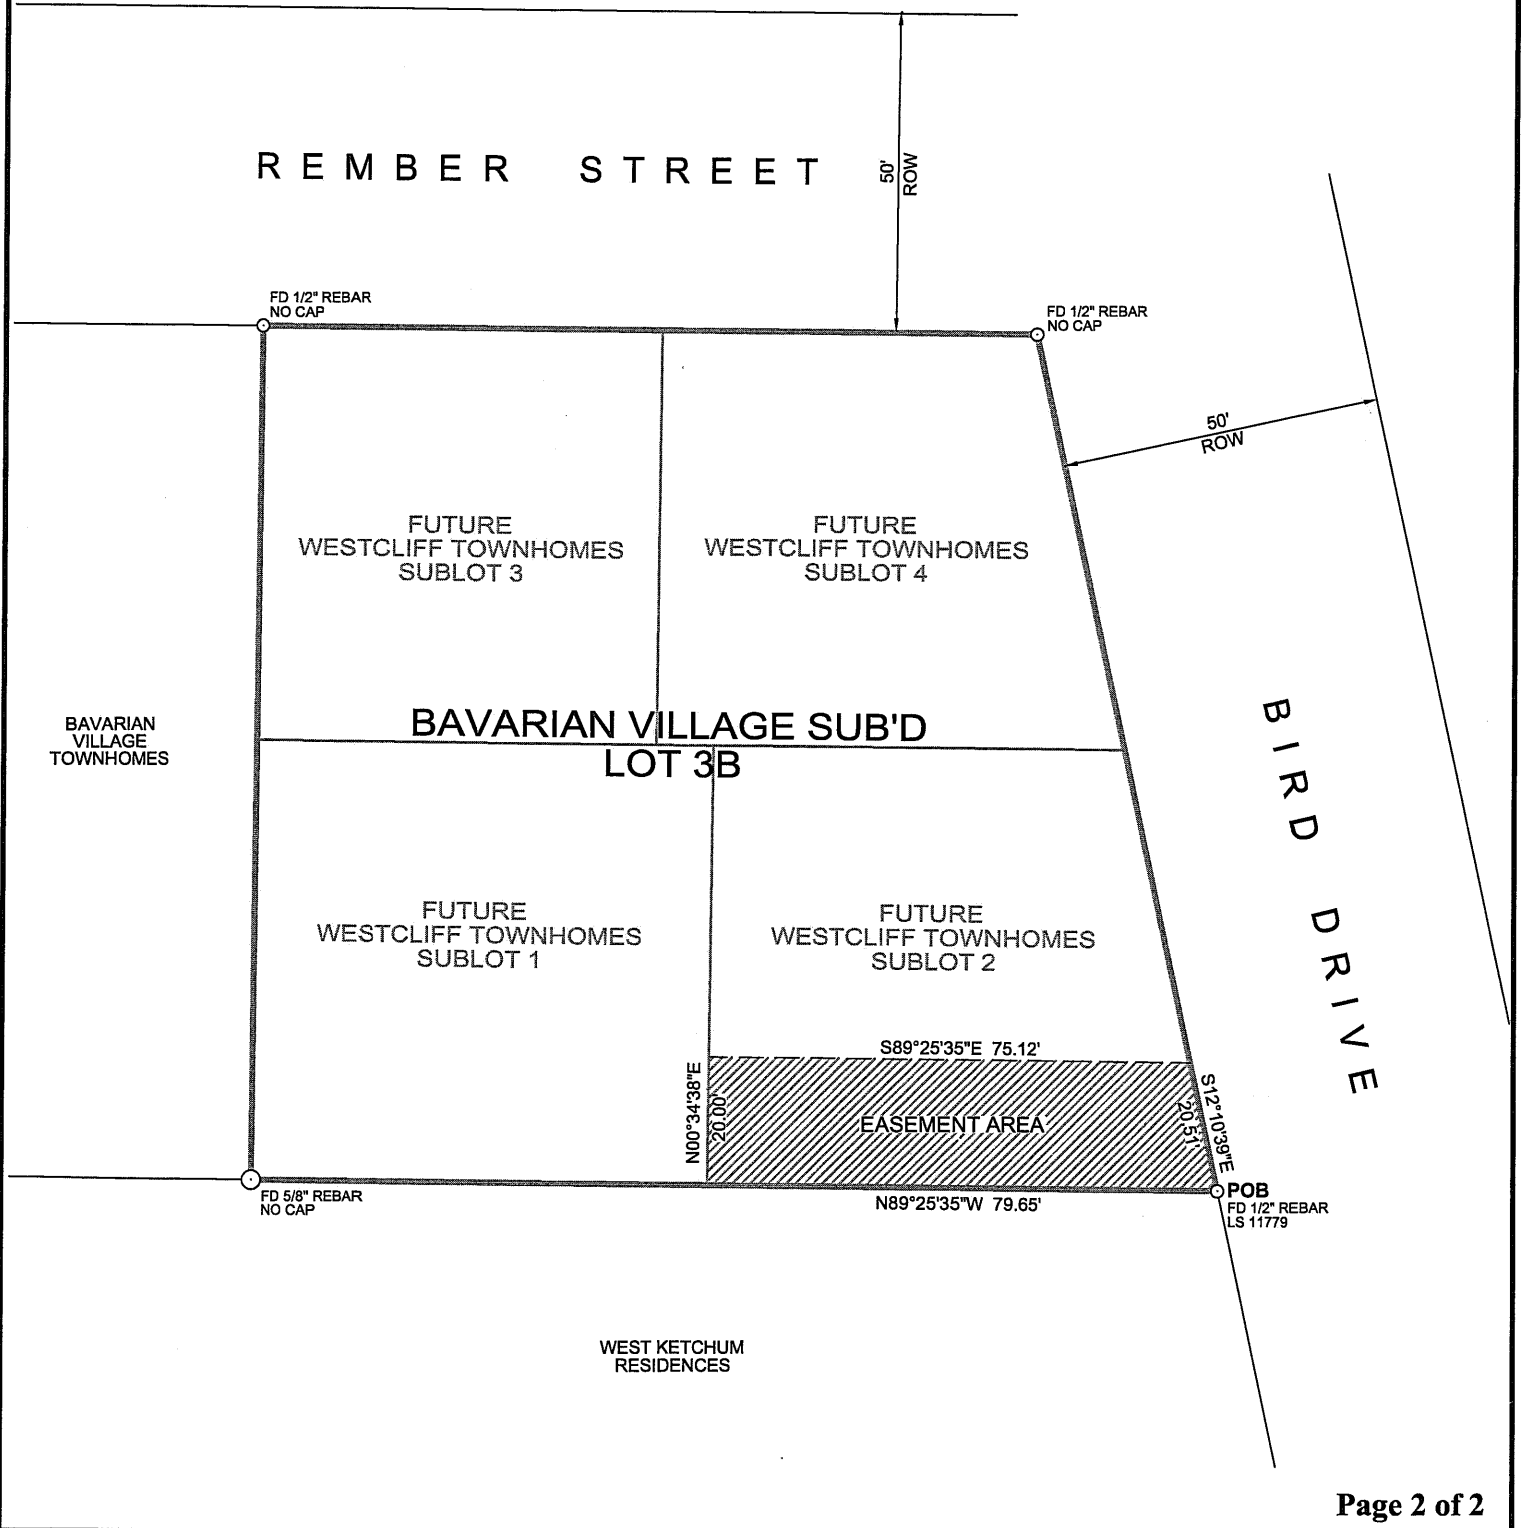 REMBER STREET
50'
ROW
FD 1/2" REBAR
NO CAP
FD 1/2" REBAR
NO CAP
50'
ROW
FUTURE
WESTCLIFF TOWNHOMES
SUBLOT 3
FUTURE
WESTCLIFF TOWNHOMES
SUBLOT 4
BAVARIAN
VILLAGE
TOWNHOMES
BAVARIAN VILLAGE SUB'D
LOT 3B
BIRD DRIVE
FUTURE
WESTCLIFF TOWNHOMES
SUBLOT 1
FUTURE
WESTCLIFF TOWNHOMES
SUBLOT 2
S89°25'35"E 75.12'
N00°34'38"E
20.00'
EASEMENT AREA
S12°10'39"E
20.51'
FD 5/8" REBAR
NO CAP
N89°25'35"W 79.65'
POB
FD 1/2" REBAR
LS 11779
WEST KETCHUM
RESIDENCES
Page 2 of 2